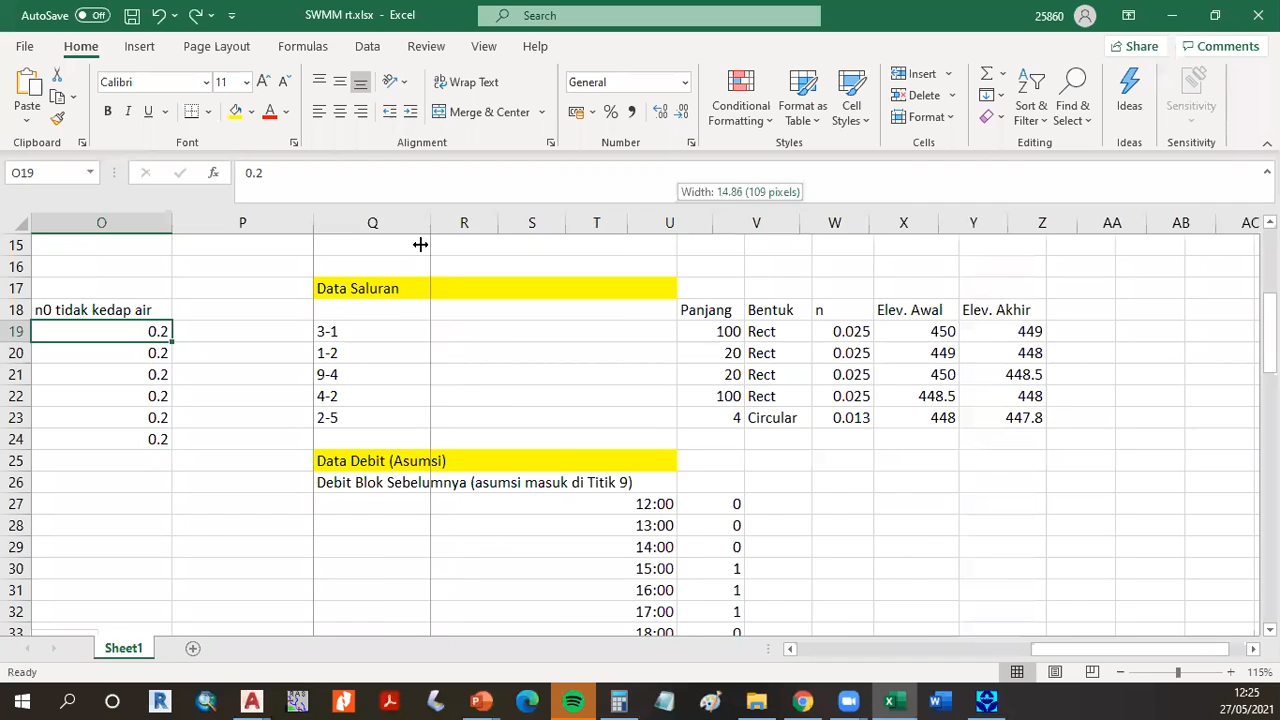 AutoSave Off SWMM rt.xlsx - Excel Search 25860
File Home Insert Page Layout Formulas Data Review View Help Share Comments
Paste Calibri 11 A A Wrap Text General Insert Σ
B I U A Merge & Center % , Conditional Formatting Format as Table Cell Styles Delete Sort & Filter Find & Select Ideas Sensitivity
Format
Clipboard Font Alignment Number Styles Cells Editing Ideas Sensitivity
O19 fx 0.2
Width: 14.86 (109 pixels)
O P Q R S T U V W X Y Z AA AB AC
15
16
17 Data Saluran
18 n0 tidak kedap air Panjang Bentuk n Elev. Awal Elev. Akhir
19 0.2 3-1 100 Rect 0.025 450 449
20 0.2 1-2 20 Rect 0.025 449 448
21 0.2 9-4 20 Rect 0.025 450 448.5
22 0.2 4-2 100 Rect 0.025 448.5 448
23 0.2 2-5 4 Circular 0.013 448 447.8
24 0.2
25 Data Debit (Asumsi)
26 Debit Blok Sebelumnya (asumsi masuk di Titik 9)
27 12:00 0
28 13:00 0
29 14:00 0
30 15:00 1
31 16:00 1
32 17:00 1
33 18:00 0
Sheet1
Ready 115%
12:25
27/05/2021